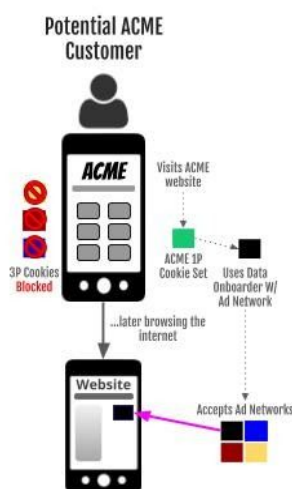 Potential ACME
Customer
ACME
Visits ACME
website
3P Cookies
Blocked
ACME 1P
Cookie Set
Uses Data
Onboarder W/
Ad Network
...later browsing the
internet
Website
Accepts Ad Networks